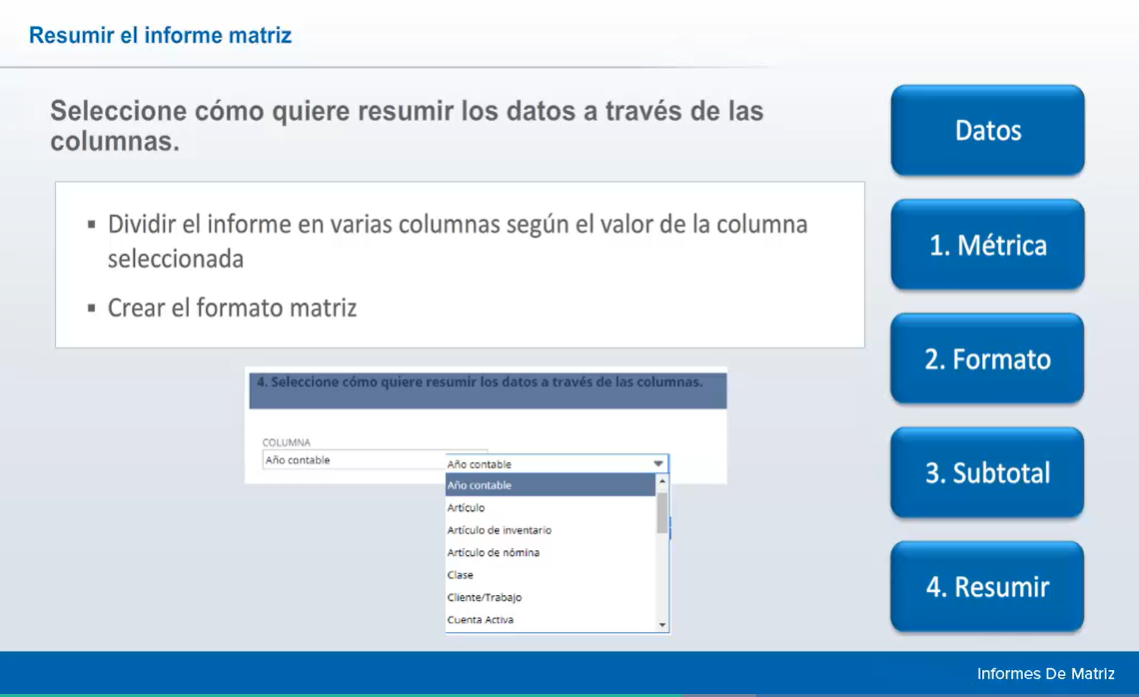 Resumir el informe matriz
Seleccione cómo quiere resumir los datos a través de las
columnas.
▪ Dividir el informe en varias columnas según el valor de la columna
seleccionada
▪ Crear el formato matriz
4. Seleccione cómo quiere resumir los datos a través de las columnas.
COLUMNA
Año contable
Año contable
Año contable
Artículo
Artículo de inventario
Artículo de nómina
Clase
Cliente/Trabajo
Cuenta Activa
Datos
1. Métrica
2. Formato
3. Subtotal
4. Resumir
Informes De Matriz